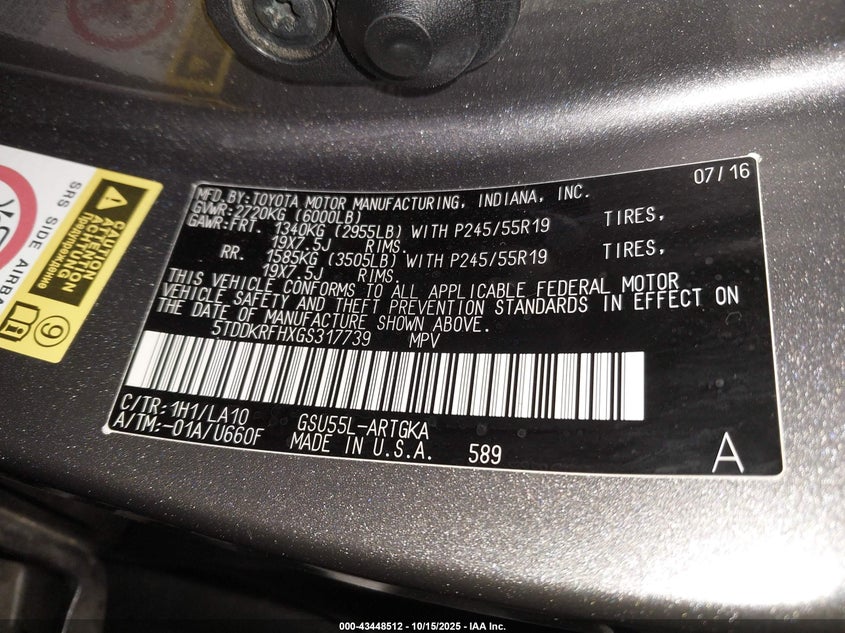 MFD. BY: TOYOTA MOTOR MANUFACTURING, INDIANA, INC. 07/16
GVWR: 2720KG (6000LB)
GAWR: FRT. 1340KG (2955LB) WITH P245/55R19 TIRES,
19X7.5J RIMS
RR. 1585KG (3505LB) WITH P245/55R19 TIRES,
19X7.5J RIMS
THIS VEHICLE CONFORMS TO ALL APPLICABLE FEDERAL MOTOR
VEHICLE SAFETY AND THEFT PREVENTION STANDARDS IN EFFECT ON
THE DATE OF MANUFACTURE SHOWN ABOVE.
5TDDKRFHXGS317739 MPV
C/TR: 1H1/LA10 GSU55L-ARTGKA
A/TM: -01A/U660F MADE IN U.S.A. 589 A
SRS SIDE AIRBA
CAUTION
ATTENTION
ACHTUNG
Предупреждение
000-43448512 - 10/15/2025 - IAA Inc.